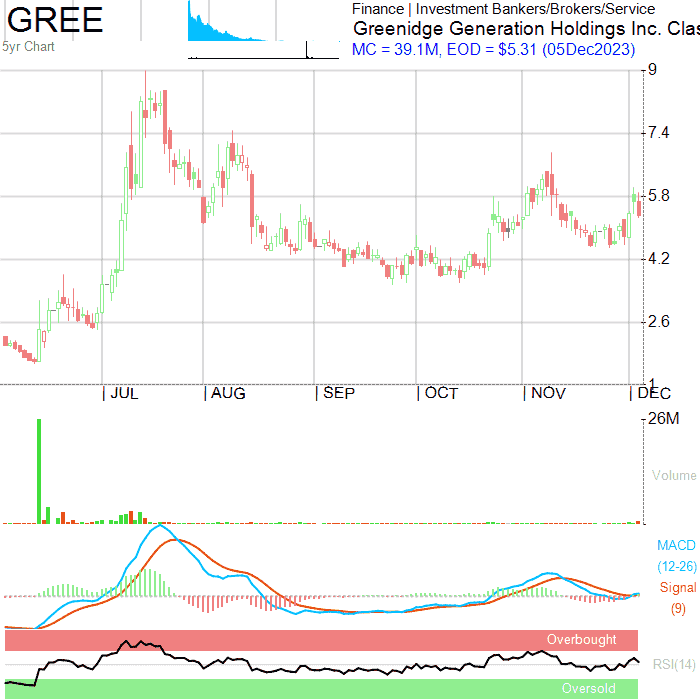 GREE
5yr Chart
Finance | Investment Bankers/Brokers/Service
Greenidge Generation Holdings Inc. Clas
MC = 39.1M, EOD = $5.31 (05Dec2023)
9
7.4
5.8
4.2
2.6
1
| JUL | AUG | SEP | OCT | NOV | DEC
26M
Volume
MACD
(12-26)
Signal
(9)
Overbought
RSI(14)
Oversold